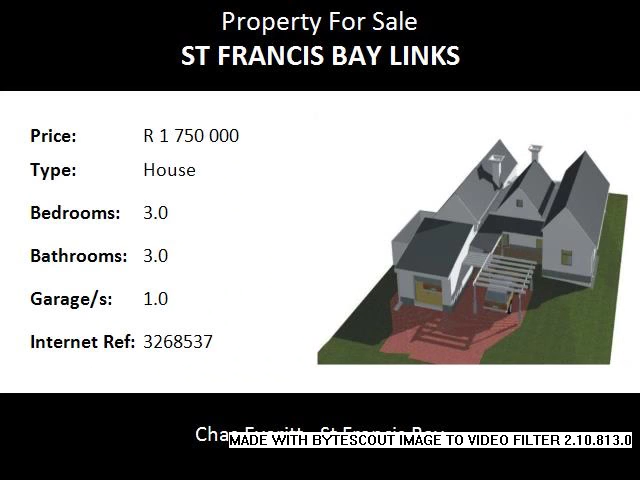 Property For Sale
ST FRANCIS BAY LINKS
Price: R 1 750 000
Type: House
Bedrooms: 3.0
Bathrooms: 3.0
Garage/s: 1.0
Internet Ref: 3268537
MADE WITH BYTESCOUT IMAGE TO VIDEO FILTER 2.10.813.0